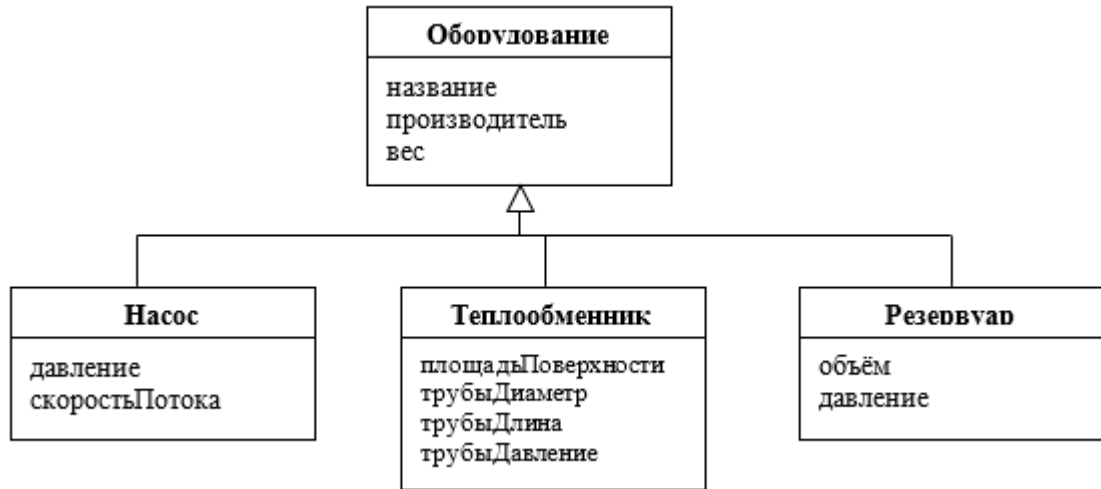 Оборудование
название
производитель
вес
Насос
давление
скоростьПотока
Теплообменник
площадьПоверхности
трубыДиаметр
трубыДлина
трубыДавление
Резервуар
объём
давление